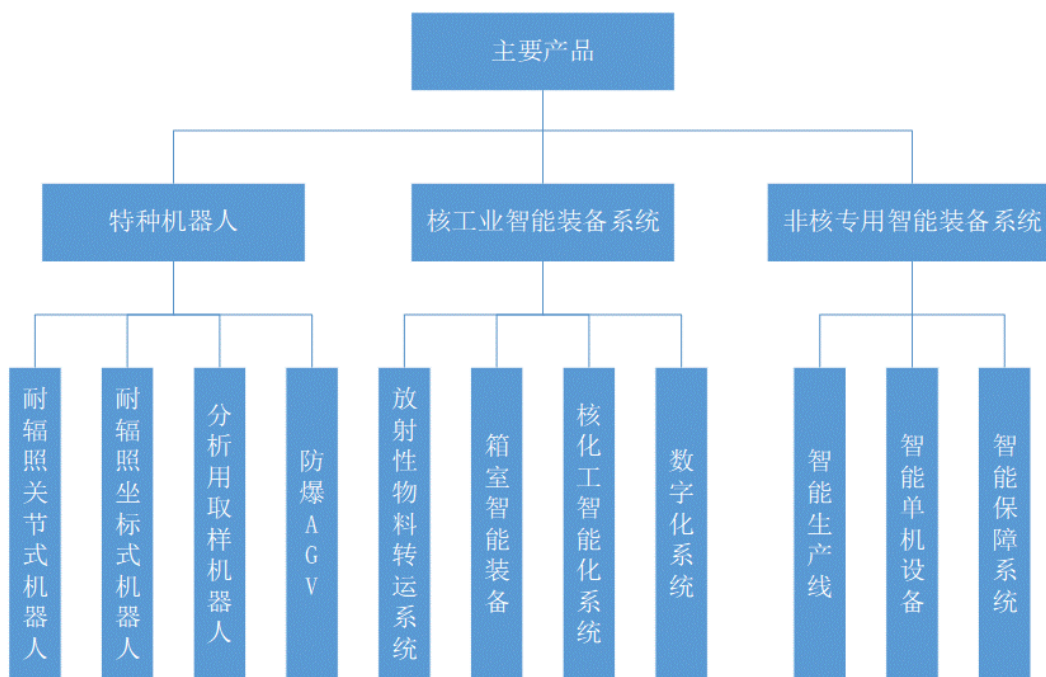 主要产品
特种机器人
核工业智能装备系统
非核专用智能装备系统
耐辐照关节式机器人
耐辐照坐标式机器人
分析用取样机器人
防爆AGV
放射性物料转运系统
箱室智能装备
核化工智能化系统
数字化系统
智能生产线
智能单机设备
智能保障系统